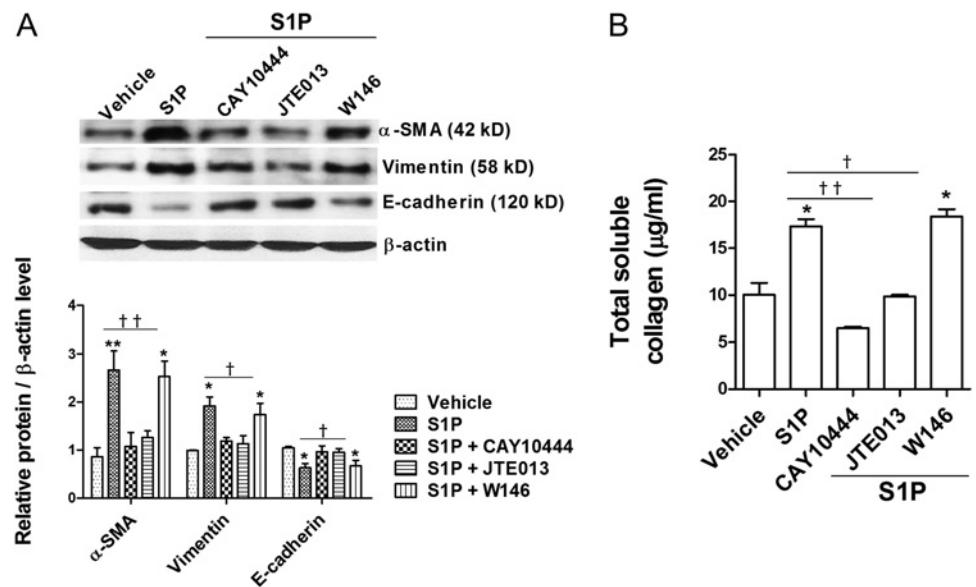 A
S1P
Vehicle
S1P
CAY10444
JTE013
W146
α-SMA (42 kD)
Vimentin (58 kD)
E-cadherin (120 kD)
β-actin
Relative protein / β-actin level
4
3
2
1
0
††
**
*
†
*
*
†
*
*
α-SMA
Vimentin
E-cadherin
Vehicle
S1P
S1P + CAY10444
S1P + JTE013
S1P + W146
B
Total soluble
collagen (μg/ml)
25
20
15
10
5
0
†
††
*
*
Vehicle
S1P
CAY10444
JTE013
W146
S1P